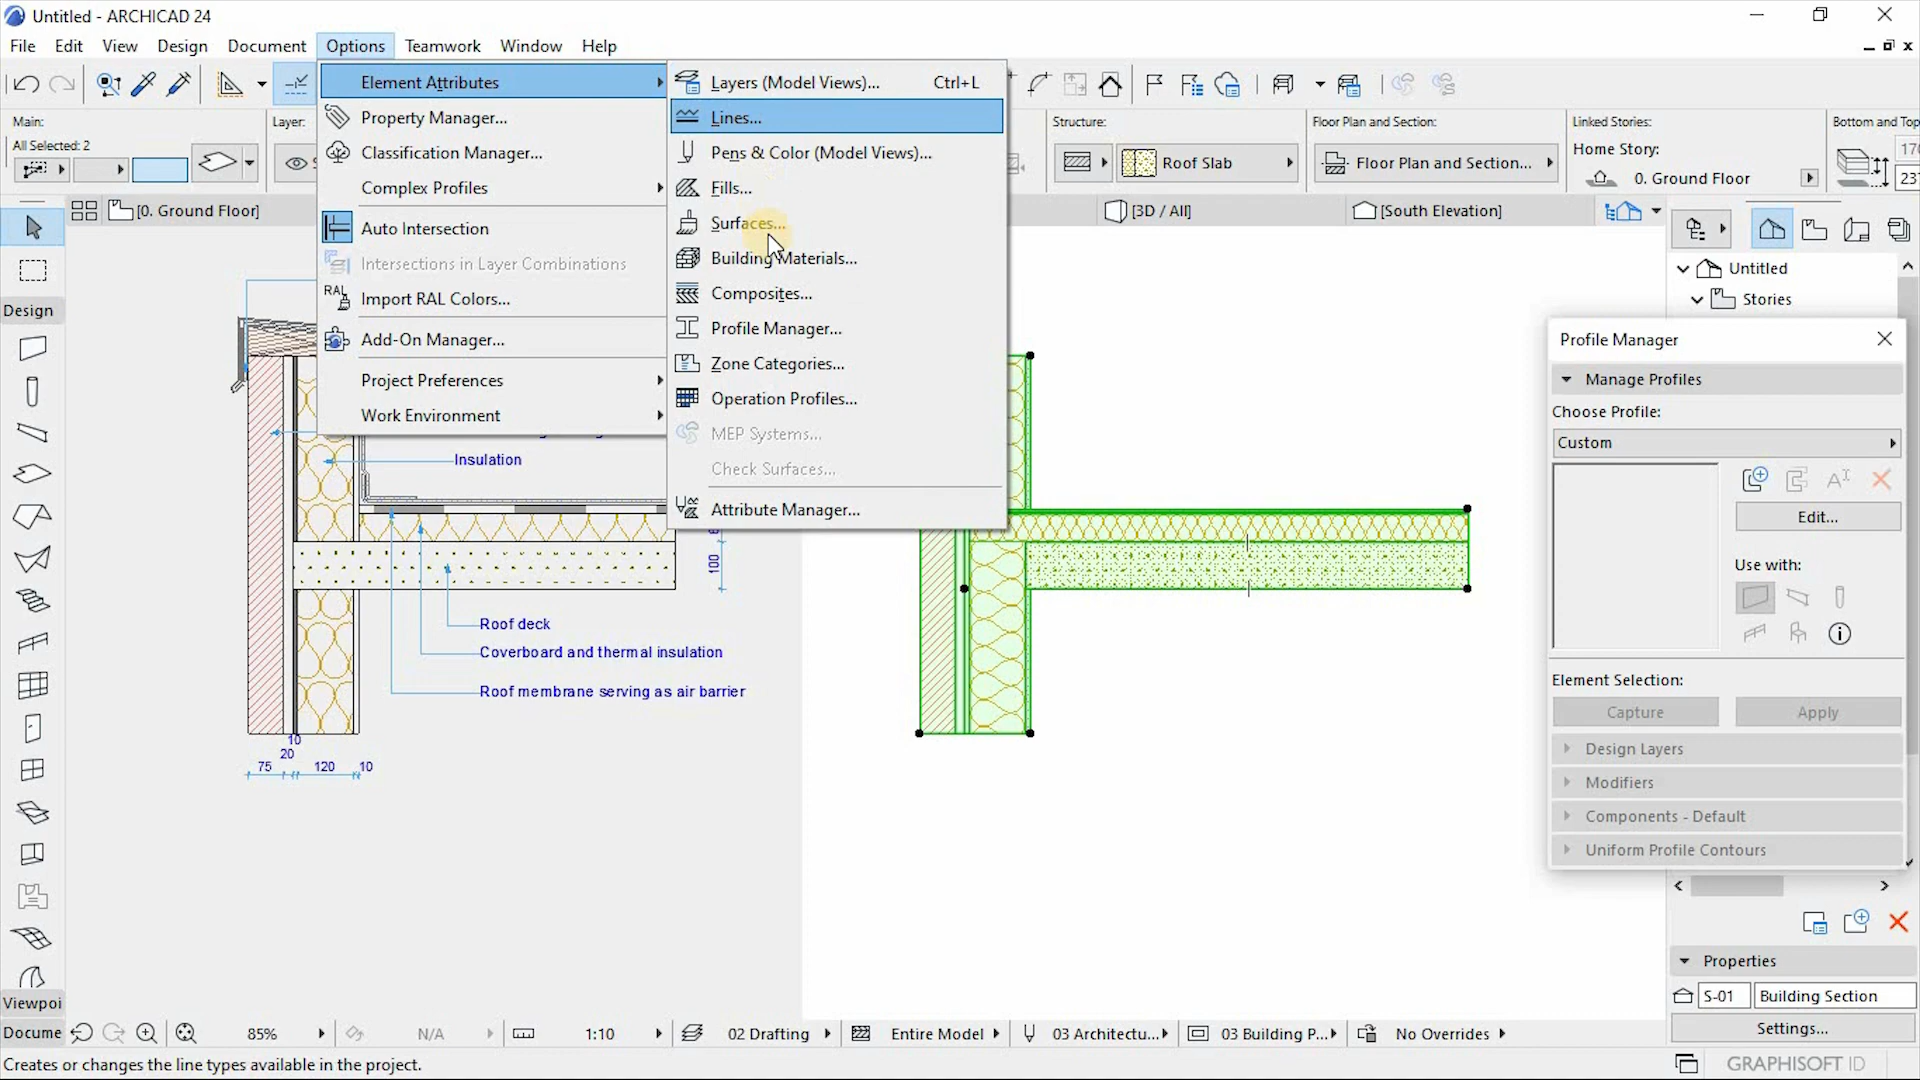 Untitled - ARCHICAD 24
File Edit View Design Document Options Teamwork Window Help
Main:
All Selected: 2
Layer:
Element Attributes
Property Manager...
Classification Manager...
Complex Profiles
Auto Intersection
Intersections in Layer Combinations
RAL
Import RAL Colors...
Add-On Manager...
Project Preferences
Work Environment
Layers (Model Views)... Ctrl+L
Lines...
Pens & Color (Model Views)...
Fills...
Surfaces...
Building Materials...
Composites...
Profile Manager...
Zone Categories...
Operation Profiles...
MEP Systems...
Check Surfaces...
Attribute Manager...
Structure:
Roof Slab
Floor Plan and Section:
Floor Plan and Section...
Linked Stories:
Home Story:
0. Ground Floor
Bottom and Top
[0. Ground Floor]
[3D / All]
[South Elevation]
Design
Insulation
100
Roof deck
Coverboard and thermal insulation
Roof membrane serving as air barrier
10
20
75 120 10
Untitled
Stories
Profile Manager
Manage Profiles
Choose Profile:
Custom
Edit...
Use with:
Element Selection:
Capture Apply
Design Layers
Modifiers
Components - Default
Uniform Profile Contours
Properties
S-01 Building Section
Settings...
Viewpoi
Docume
85% N/A 1:10 02 Drafting Entire Model 03 Architectu... 03 Building P... No Overrides
Creates or changes the line types available in the project.
GRAPHISOFT ID